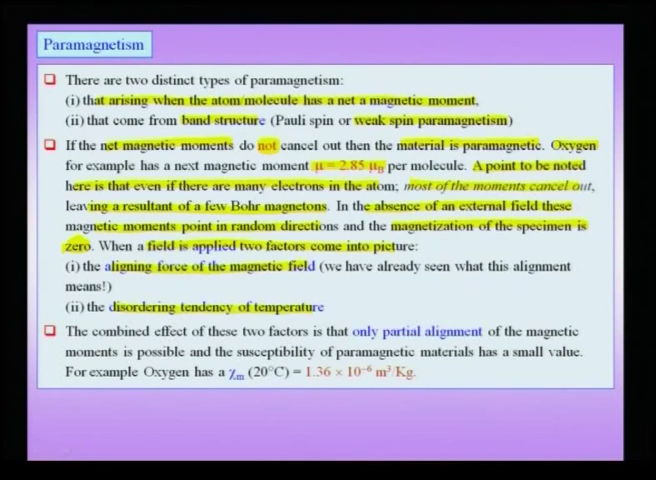 Paramagnetism
There are two distinct types of paramagnetism:
(i) that arising when the atom/molecule has a net a magnetic moment,
(ii) that come from band structure (Pauli spin or weak spin paramagnetism)
If the net magnetic moments do not cancel out then the material is paramagnetic. Oxygen
for example has a next magnetic moment μ = 2.85 μB per molecule. A point to be noted
here is that even if there are many electrons in the atom; most of the moments cancel out,
leaving a resultant of a few Bohr magnetons. In the absence of an external field these
magnetic moments point in random directions and the magnetization of the specimen is
zero. When a field is applied two factors come into picture:
(i) the aligning force of the magnetic field (we have already seen what this alignment
means!)
(ii) the disordering tendency of temperature
The combined effect of these two factors is that only partial alignment of the magnetic
moments is possible and the susceptibility of paramagnetic materials has a small value.
For example Oxygen has a χm (20°C) = 1.36 × 10⁻⁶ m³/Kg.